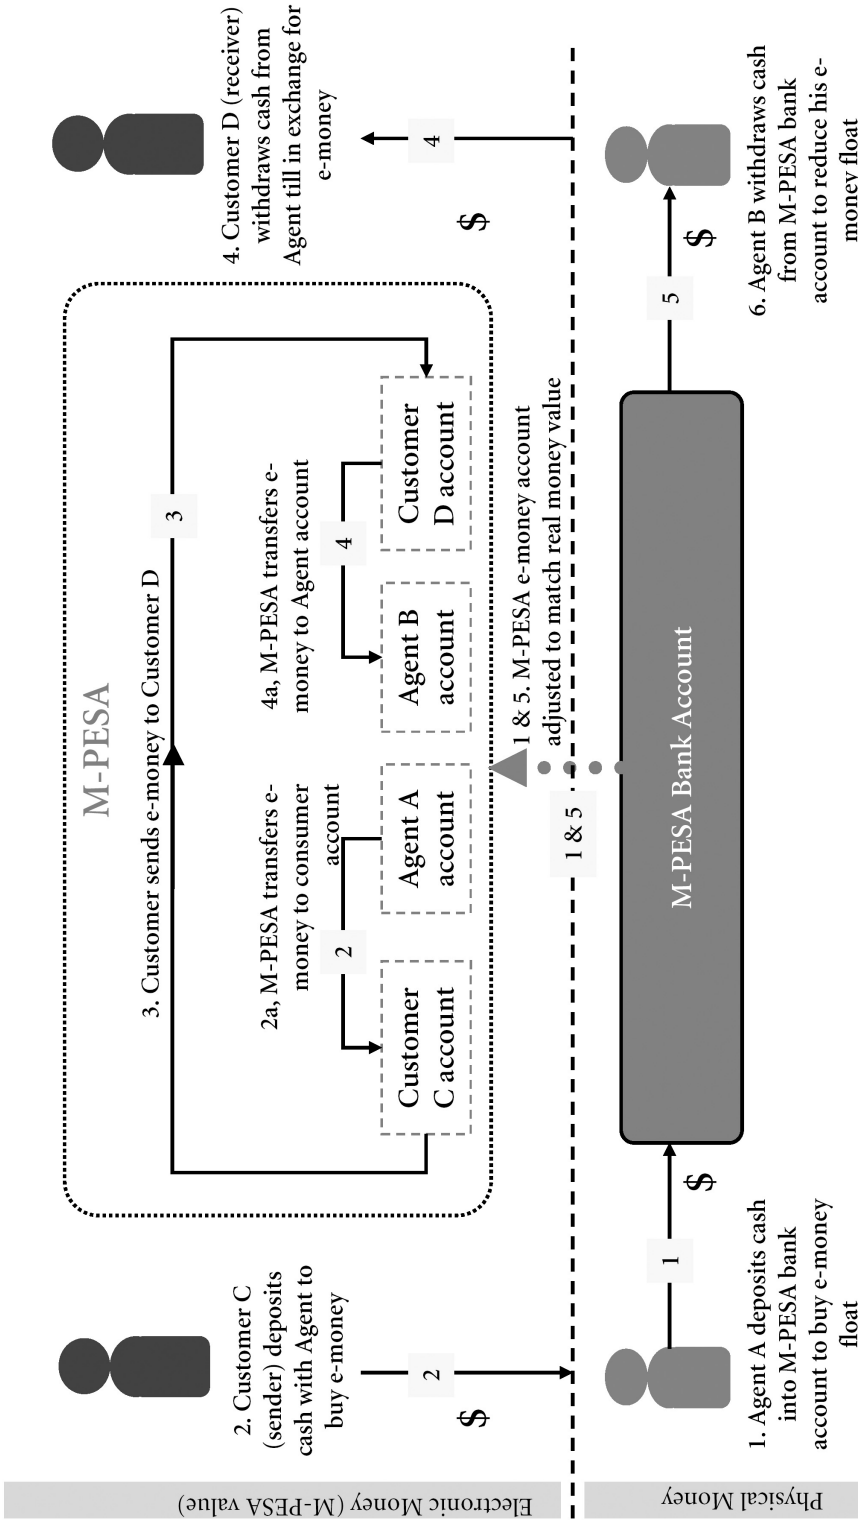 M-PESA
3. Customer sends e-money to Customer D
3
2. Customer C
(sender) deposits
cash with Agent to
buy e-money
2
$
2a, M-PESA transfers e-
money to consumer
account
2
Customer
C account
Agent A
account
4a, M-PESA transfers e-
money to Agent account
4
Agent B
account
Customer
D account
4. Customer D (receiver)
withdraws cash from
Agent till in exchange for
e-money
4
$
1 & 5. M-PESA e-money account
adjusted to match real money value
1 & 5
Electronic Money (M-PESA value)
Physical Money
1. Agent A deposits cash
into M-PESA bank
account to buy e-money
float
1
$
M-PESA Bank Account
5
$
6. Agent B withdraws cash
from M-PESA bank
account to reduce his e-
money float